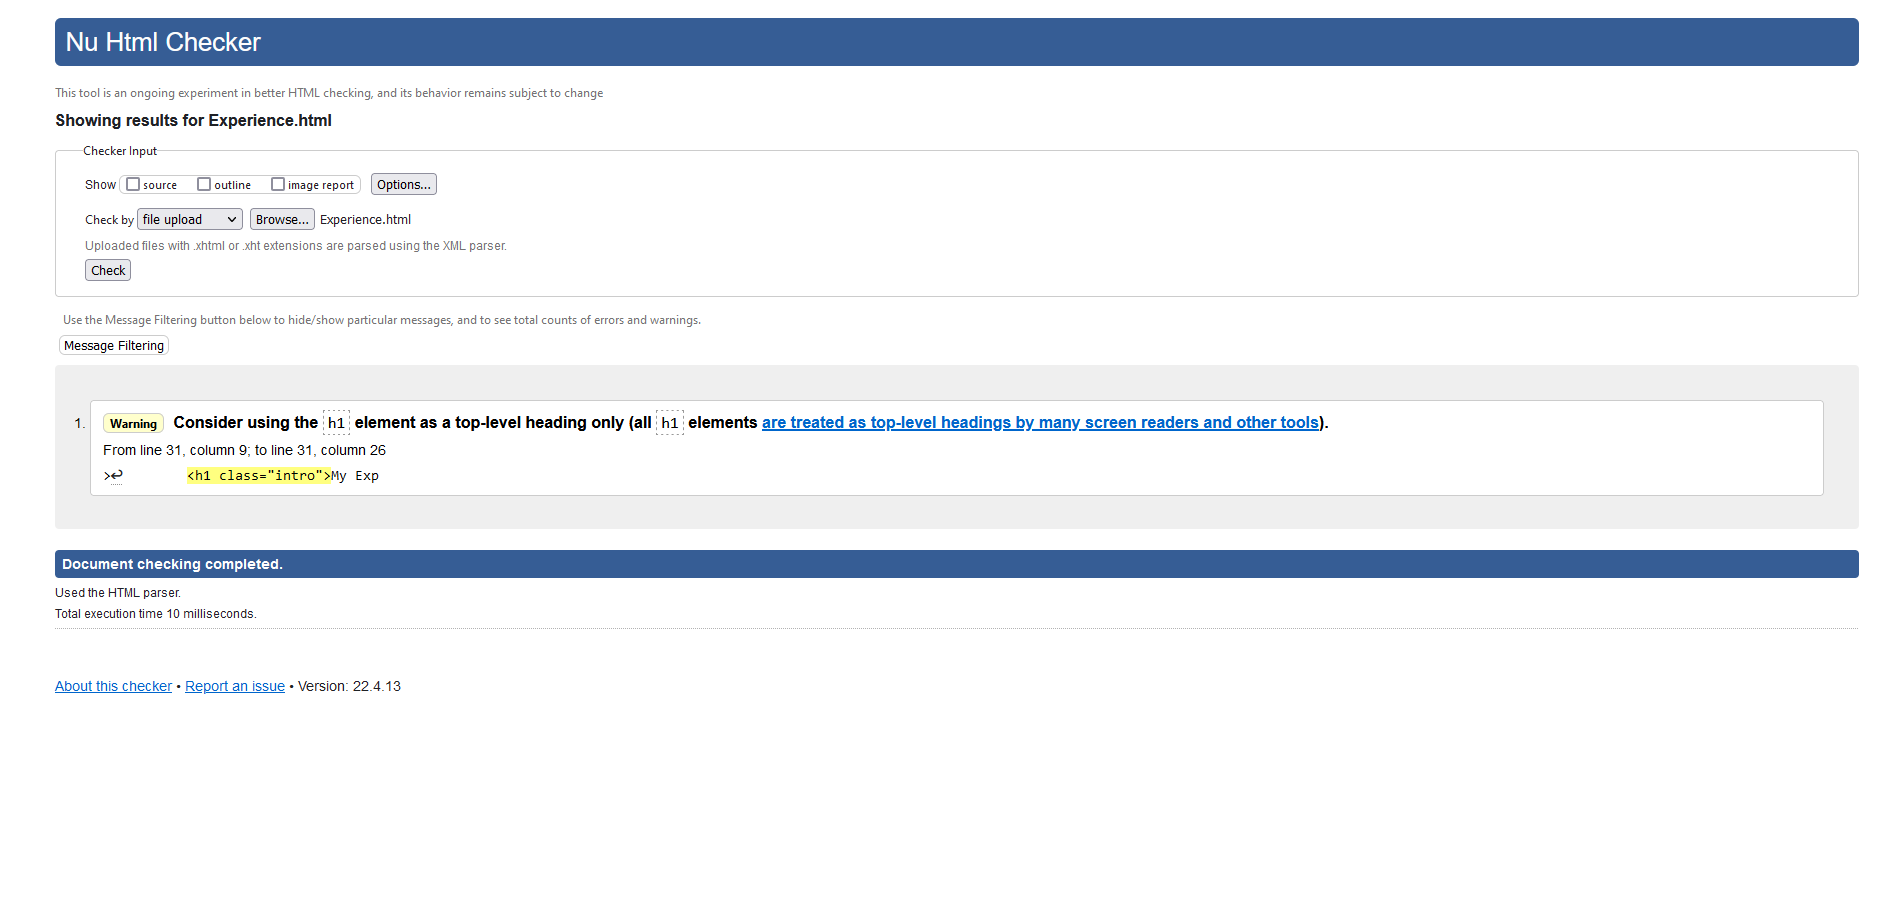 Nu Html Checker
This tool is an ongoing experiment in better HTML checking, and its behavior remains subject to change
Showing results for Experience.html
Checker Input
Show source outline image report Options...
Check by file upload Browse... Experience.html
Uploaded files with .xhtml or .xht extensions are parsed using the XML parser.
Check
Use the Message Filtering button below to hide/show particular messages, and to see total counts of errors and warnings.
Message Filtering
1. Warning Consider using the h1 element as a top-level heading only (all h1 elements are treated as top-level headings by many screen readers and other tools).
From line 31, column 9; to line 31, column 26
>↩ <h1 class="intro">My Exp
Document checking completed.
Used the HTML parser.
Total execution time 10 milliseconds.
About this checker • Report an issue • Version: 22.4.13